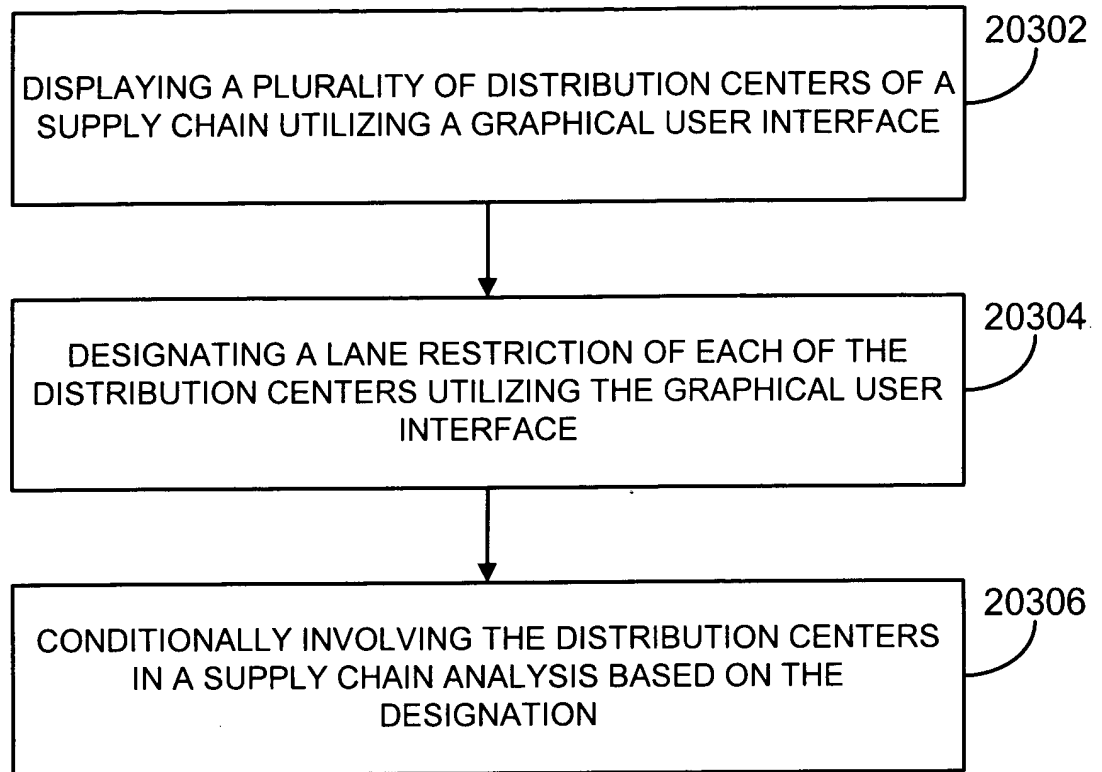 20302
DISPLAYING A PLURALITY OF DISTRIBUTION CENTERS OF A
SUPPLY CHAIN UTILIZING A GRAPHICAL USER INTERFACE
20304
DESIGNATING A LANE RESTRICTION OF EACH OF THE
DISTRIBUTION CENTERS UTILIZING THE GRAPHICAL USER
INTERFACE
20306
CONDITIONALLY INVOLVING THE DISTRIBUTION CENTERS
IN A SUPPLY CHAIN ANALYSIS BASED ON THE
DESIGNATION